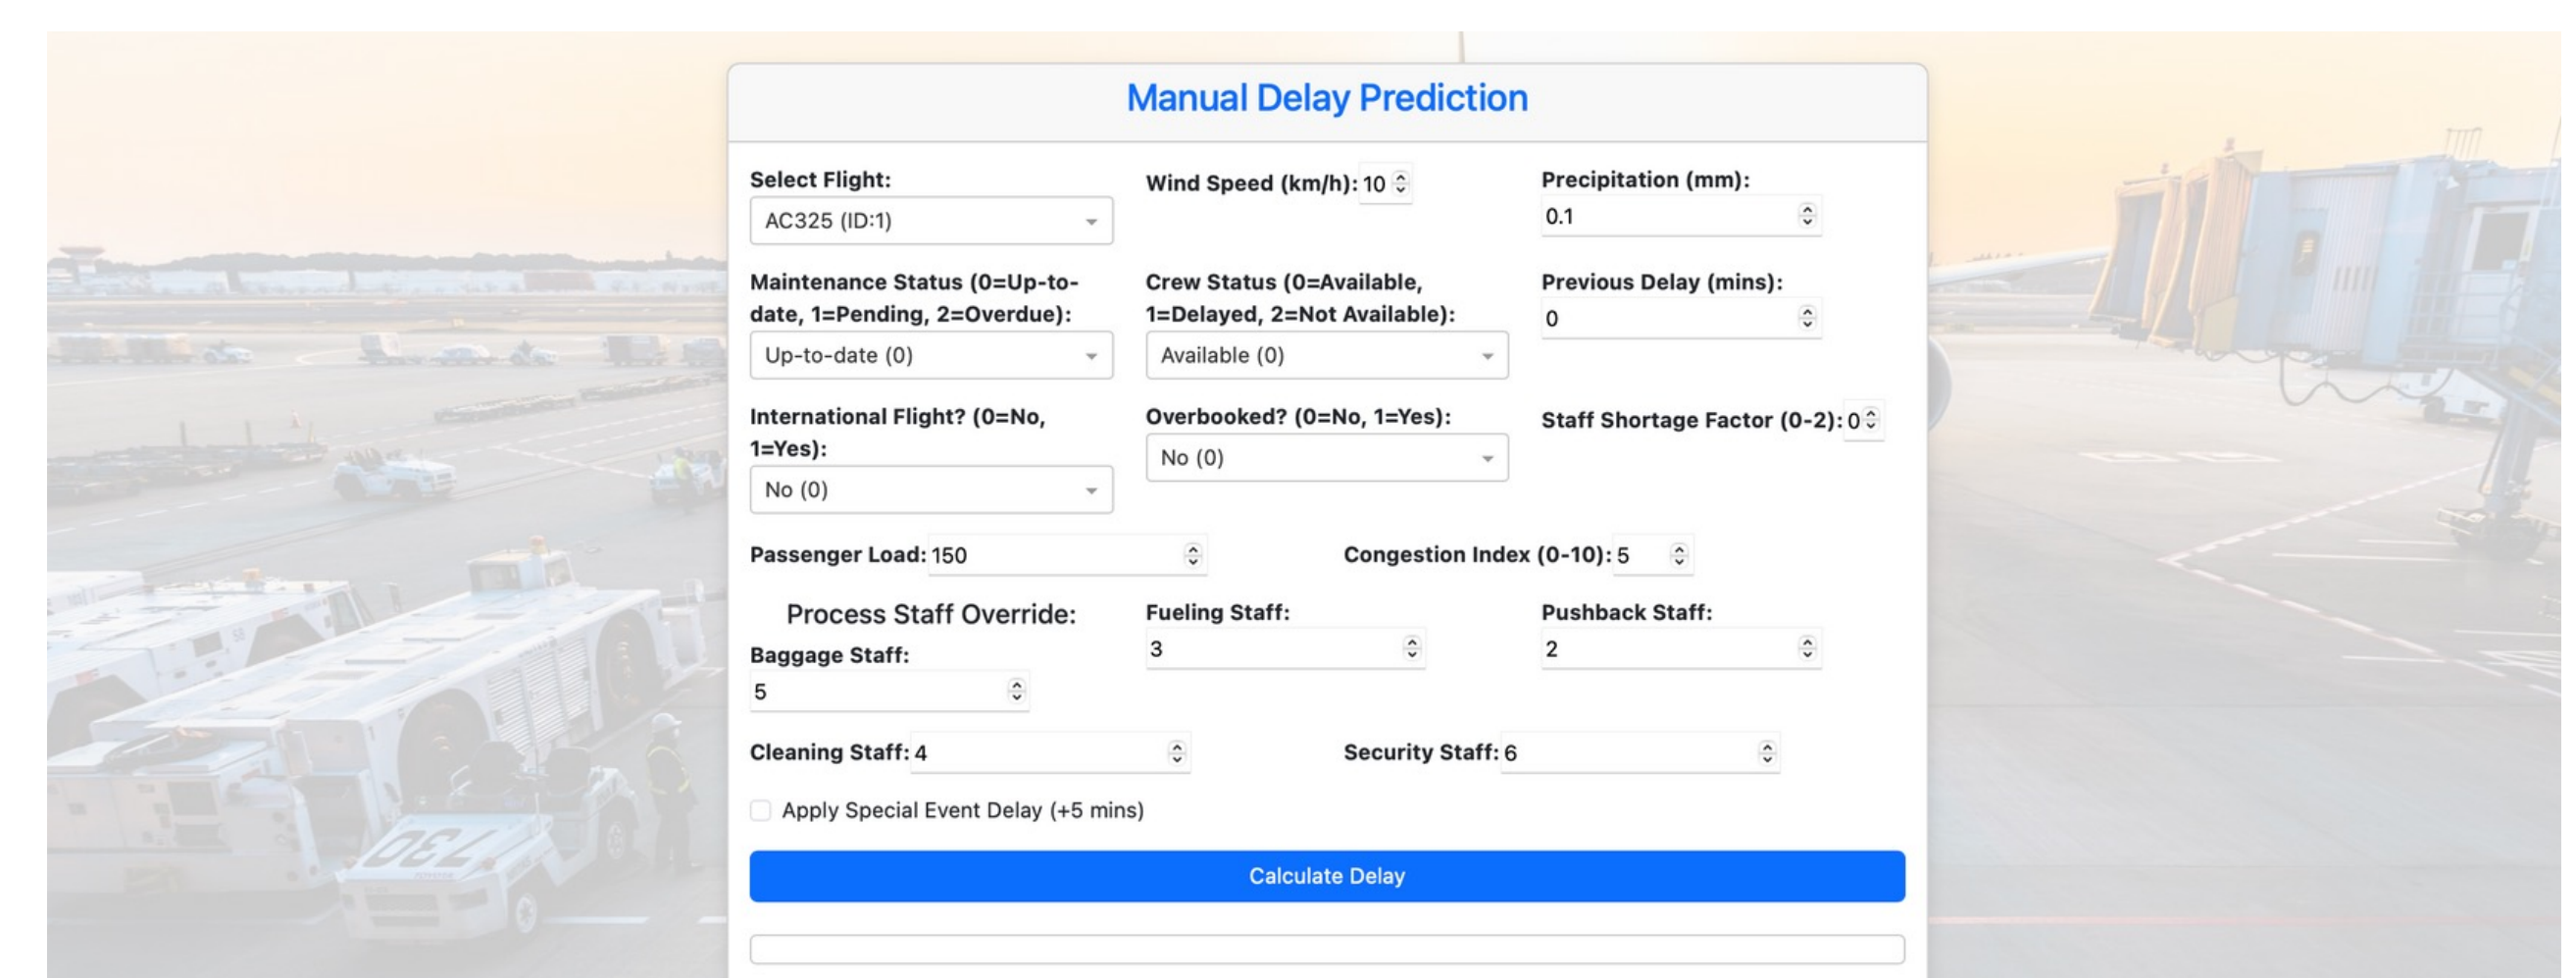 Manual Delay Prediction
Select Flight:
AC325 (ID:1)
Wind Speed (km/h): 10
Precipitation (mm):
0.1
Maintenance Status (0=Up-to-
date, 1=Pending, 2=Overdue):
Up-to-date (0)
Crew Status (0=Available,
1=Delayed, 2=Not Available):
Available (0)
Previous Delay (mins):
0
International Flight? (0=No,
1=Yes):
No (0)
Overbooked? (0=No, 1=Yes):
No (0)
Staff Shortage Factor (0-2): 0
Passenger Load: 150
Congestion Index (0-10): 5
Process Staff Override:
Baggage Staff:
5
Fueling Staff:
3
Pushback Staff:
2
Cleaning Staff: 4
Security Staff: 6
Apply Special Event Delay (+5 mins)
Calculate Delay
730